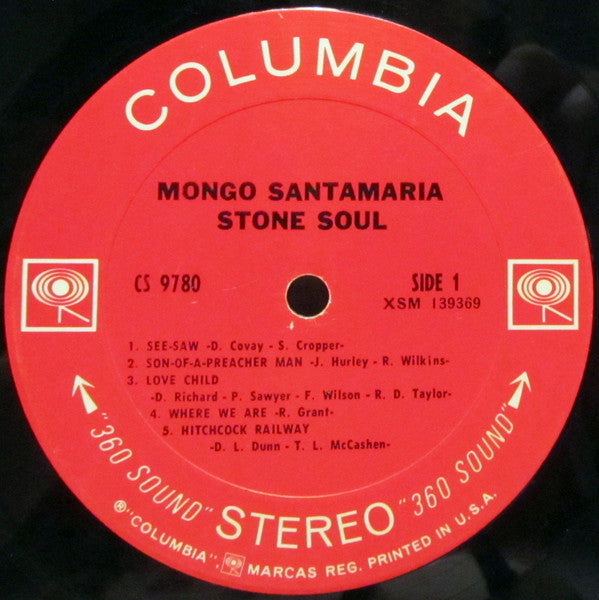 COLUMBIA
MONGO SANTAMARIA
STONE SOUL
CS 9780
SIDE 1
XSM 139369
1. SEE-SAW -D. Covay - S. Cropper-
2. SON-OF-A-PREACHER MAN -J. Hurley - R. Wilkins-
3. LOVE CHILD
-D. Richard - P. Sawyer - F. Wilson - R. D. Taylor-
4. WHERE WE ARE -R. Grant-
5. HITCHCOCK RAILWAY
-D. L. Dunn - T. L. McCashen-
"360 SOUND" STEREO "360 SOUND"
®"COLUMBIA", MARCAS REG. PRINTED IN U.S.A.